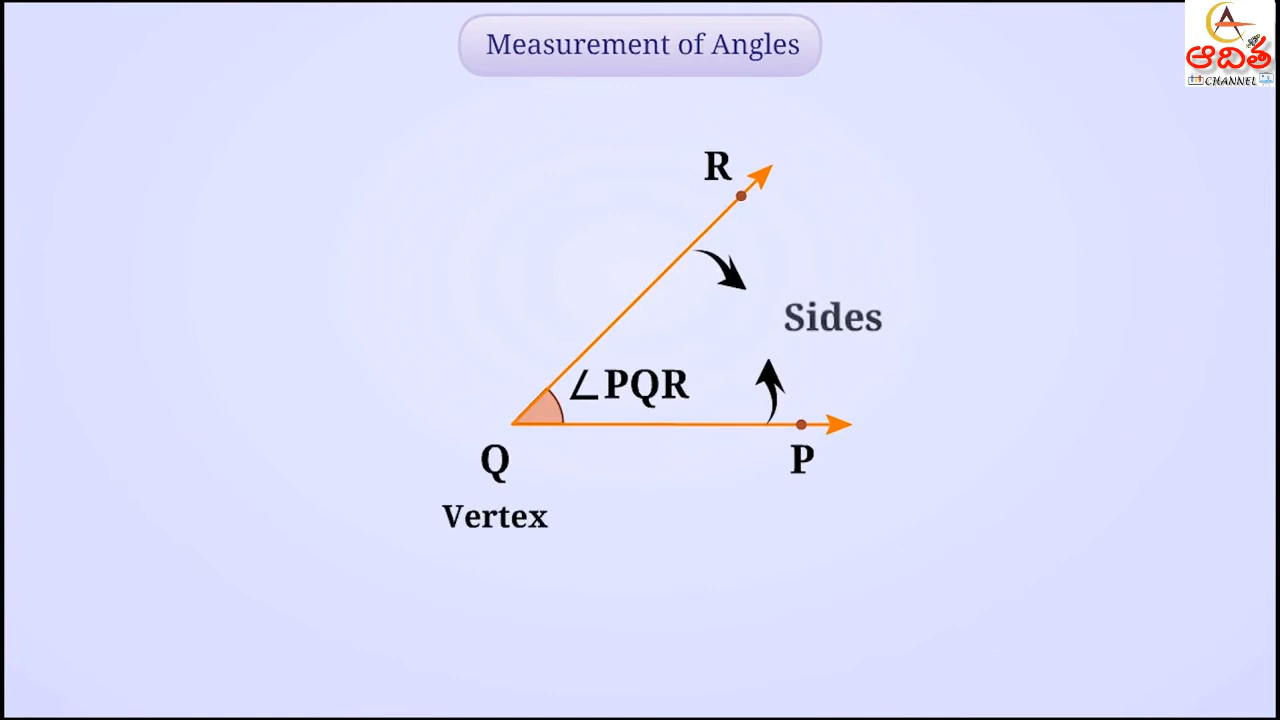 Measurement of Angles
ఆదిత్య
CHANNEL
R
Sides
∠PQR
Q
P
Vertex